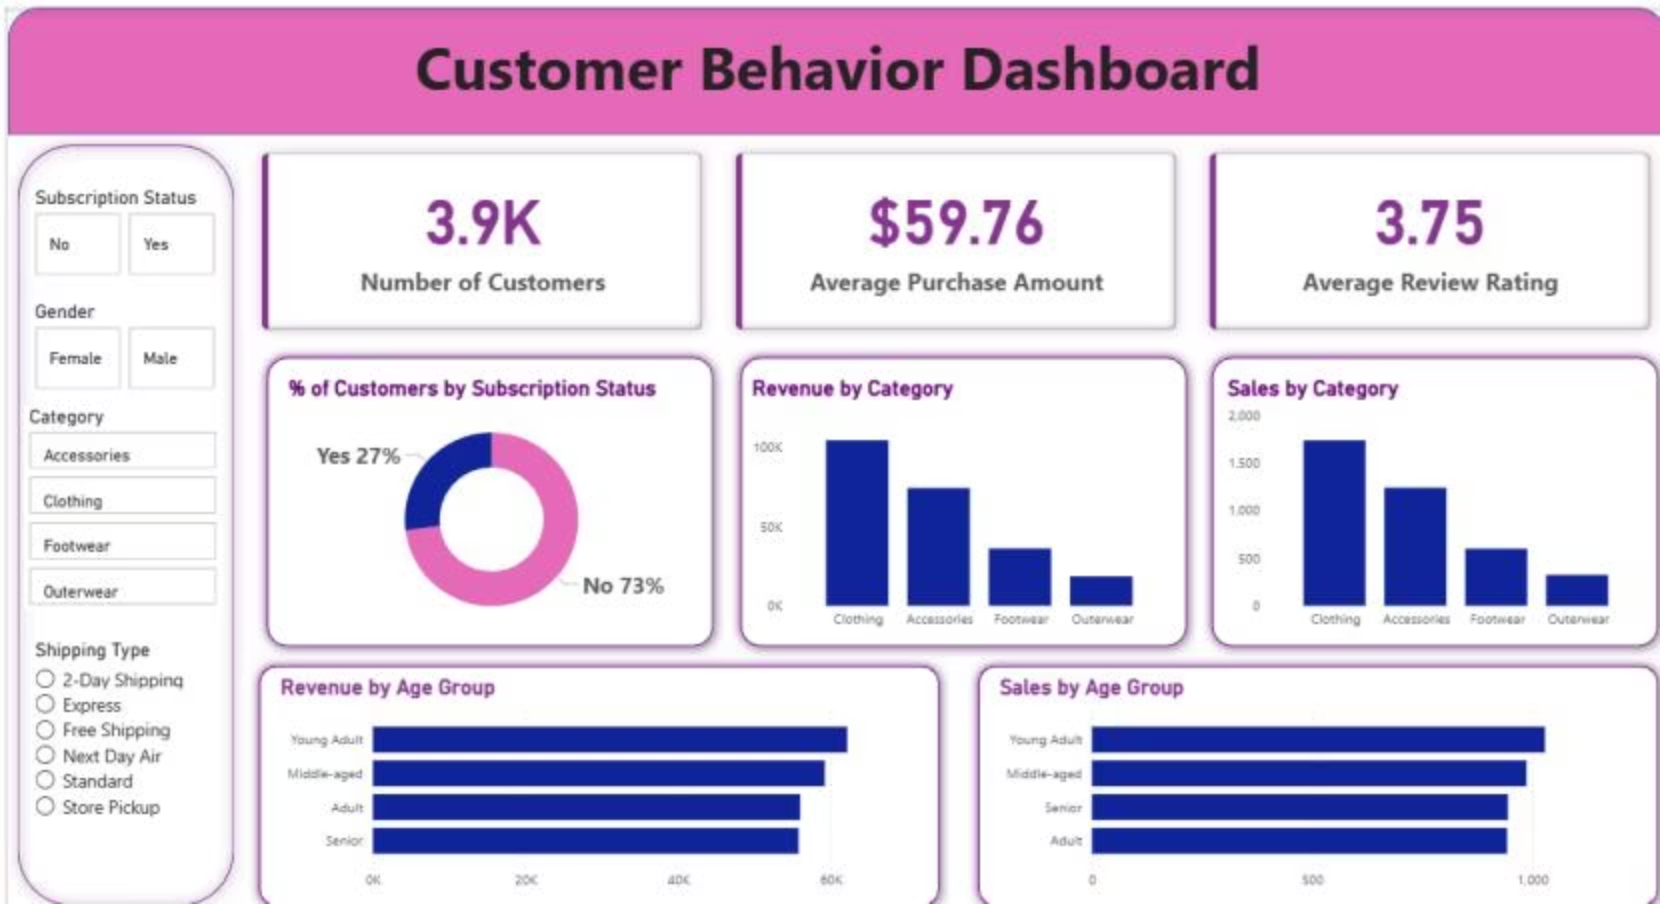 Customer Behavior Dashboard
Subscription Status
No
Yes
Gender
Female
Male
Category
Accessories
Clothing
Footwear
Outerwear
Shipping Type
2-Day Shipping
Express
Free Shipping
Next Day Air
Standard
Store Pickup
3.9K
Number of Customers
$59.76
Average Purchase Amount
3.75
Average Review Rating
% of Customers by Subscription Status
Yes 27%
No 73%
Revenue by Category
100K
50K
0K
Clothing Accessories Footwear Outerwear
Sales by Category
2,000
1,500
1,000
500
0
Clothing Accessories Footwear Outerwear
Revenue by Age Group
Young Adult
Middle-aged
Adult
Senior
0K 20K 40K 60K
Sales by Age Group
Young Adult
Middle-aged
Senior
Adult
0 500 1,000